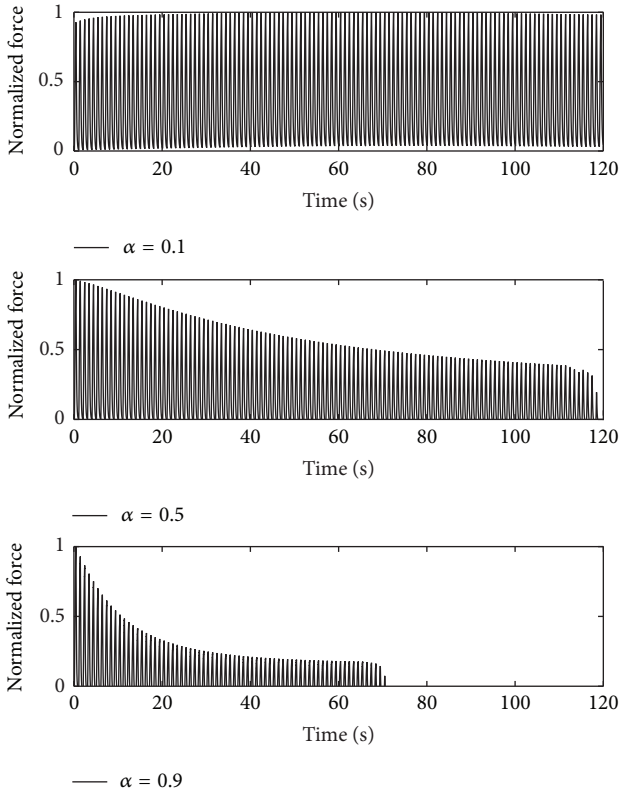 Normalized force
1
0.5
0
0 20 40 60 80 100 120
Time (s)
α = 0.1
Normalized force
1
0.5
0
0 20 40 60 80 100 120
Time (s)
α = 0.5
Normalized force
1
0.5
0
0 20 40 60 80 100 120
Time (s)
α = 0.9